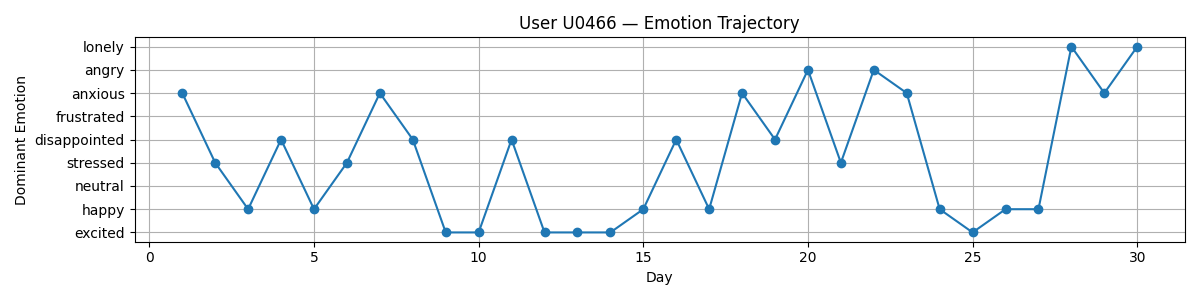 User U0466 — Emotion Trajectory
Dominant Emotion
lonely
angry
anxious
frustrated
disappointed
stressed
neutral
happy
excited
0 5 10 15 20 25 30
Day